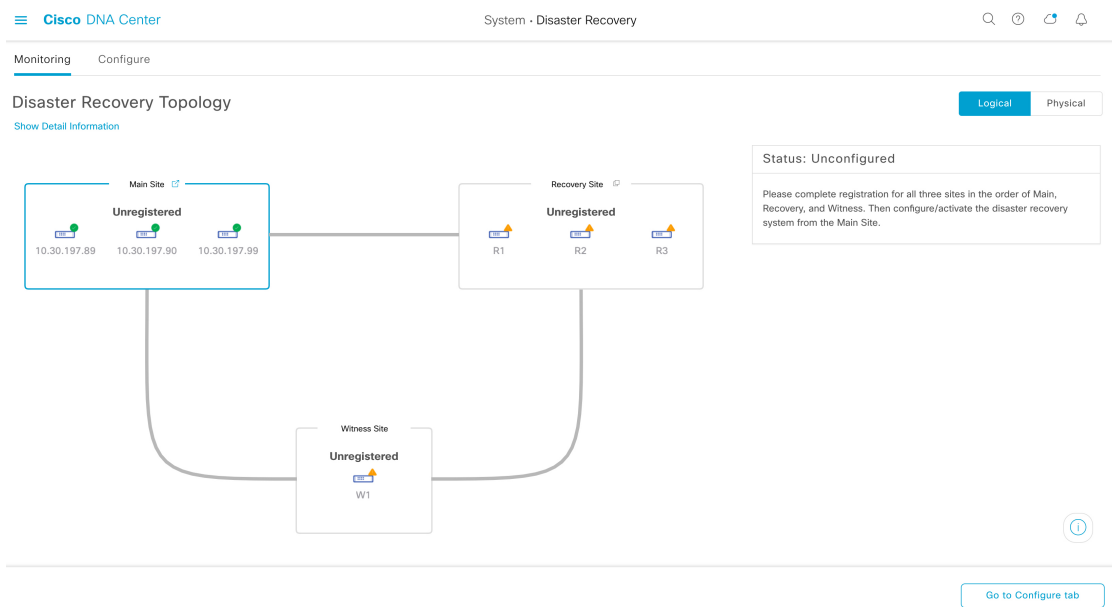 Cisco DNA Center
System · Disaster Recovery
Monitoring
Configure
Disaster Recovery Topology
Logical
Physical
Show Detail Information
Status: Unconfigured
Please complete registration for all three sites in the order of Main,
Recovery, and Witness. Then configure/activate the disaster recovery
system from the Main Site.
Main Site
Unregistered
10.30.197.89
10.30.197.90
10.30.197.99
Recovery Site
Unregistered
R1
R2
R3
Witness Site
Unregistered
W1
Go to Configure tab